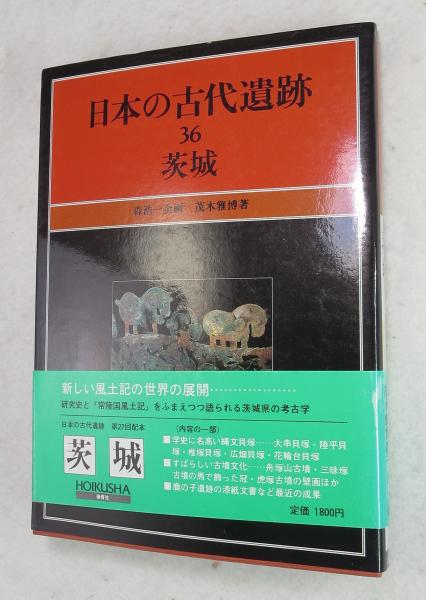 日本の古代遺跡
36
茨城
森浩一企画 茂木雅博著
新しい風土記の世界の展開………………
研究史と「常陸国風土記」をふまえつつ語られる茨城県の考古学
日本の古代遺跡 第27回配本
茨城
HOIKUSHA
保育社
〈内容の一部〉
■学史に名高い縄文貝塚……大串貝塚・陸平貝
塚・椎塚貝塚・広畑貝塚・花輪台貝塚
■すばらしい古墳文化……舟塚山古墳・三昧塚
古墳の馬で飾った冠・虎塚古墳の壁画ほか
■鹿の子遺跡の漆紙文書など最近の成果
定価 1800円